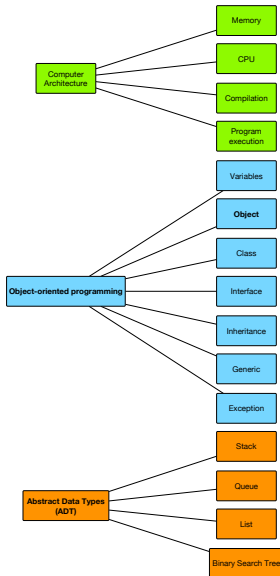 Memory
CPU
Computer
Architecture
Compilation
Program
execution
Variables
Object
Class
Object-oriented programming
Interface
Inheritance
Generic
Exception
Stack
Queue
Abstract Data Types
(ADT)
List
Binary Search Tree